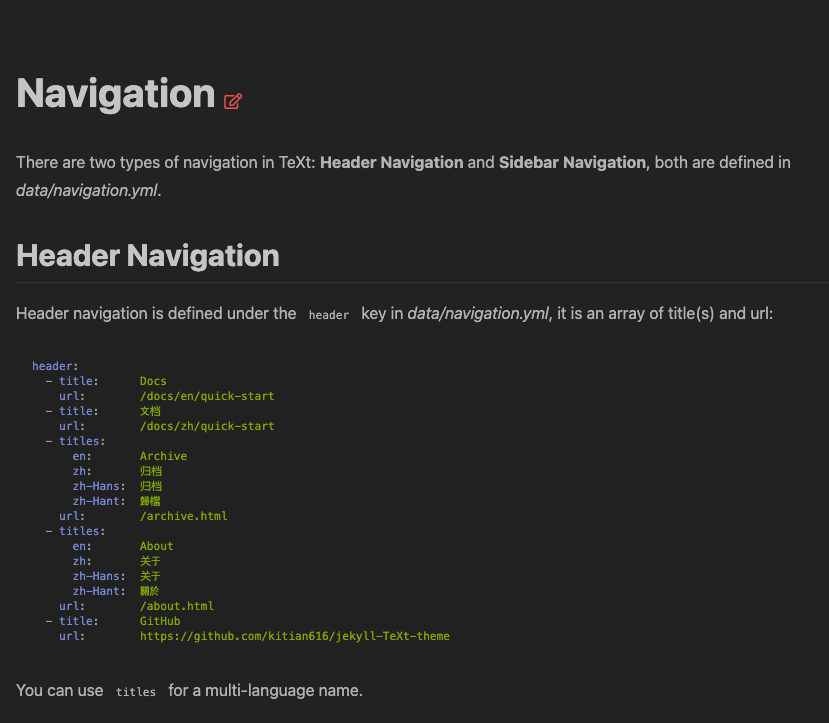 Navigation
There are two types of navigation in TeXt: Header Navigation and Sidebar Navigation, both are defined in
data/navigation.yml.
Header Navigation
Header navigation is defined under the header key in data/navigation.yml, it is an array of title(s) and url:
header:
  - title:      Docs
    url:        /docs/en/quick-start
  - title:      文档
    url:        /docs/zh/quick-start
  - titles:
      en:       Archive
      zh:       归档
      zh-Hans:  归档
      zh-Hant:  歸檔
    url:        /archive.html
  - titles:
      en:       About
      zh:       关于
      zh-Hans:  关于
      zh-Hant:  關於
    url:        /about.html
  - title:      GitHub
    url:        https://github.com/kitian616/jekyll-TeXt-theme
You can use titles for a multi-language name.